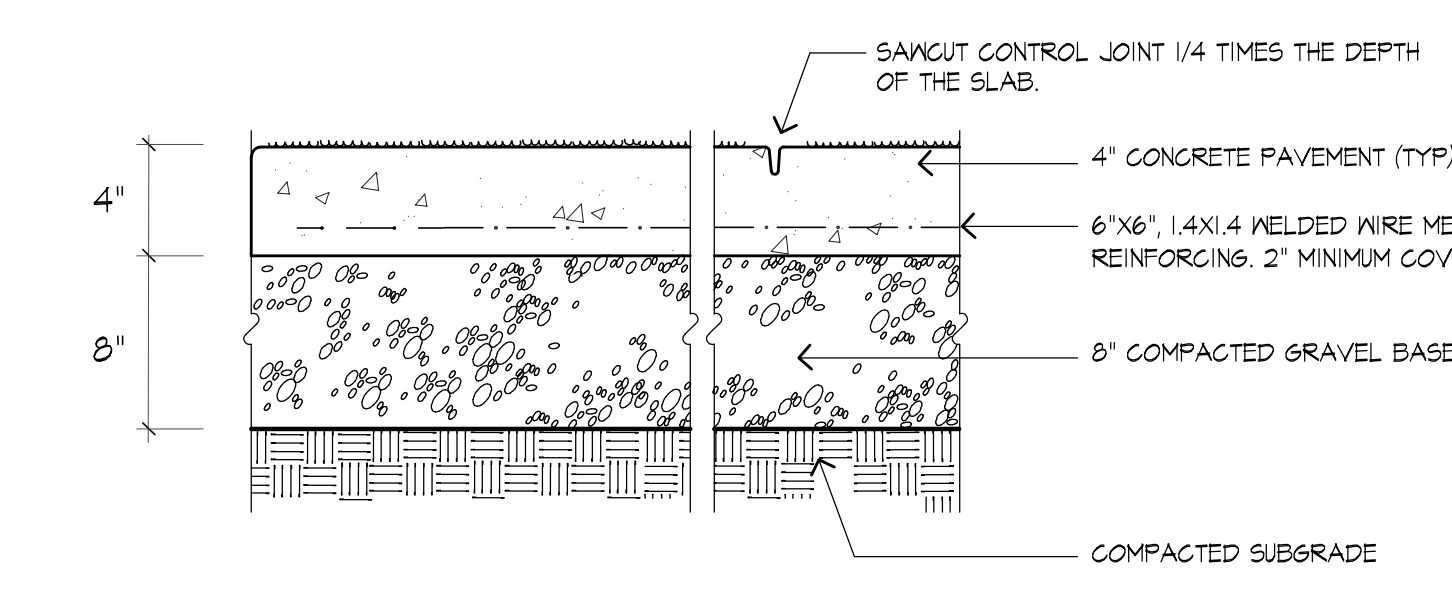 SAWCUT CONTROL JOINT 1/4 TIMES THE DEPTH
OF THE SLAB.
4" CONCRETE PAVEMENT (TYP)
4"
6"X6", 1.4X1.4 WELDED WIRE ME
REINFORCING. 2" MINIMUM COV
8"
8" COMPACTED GRAVEL BASE
COMPACTED SUBGRADE